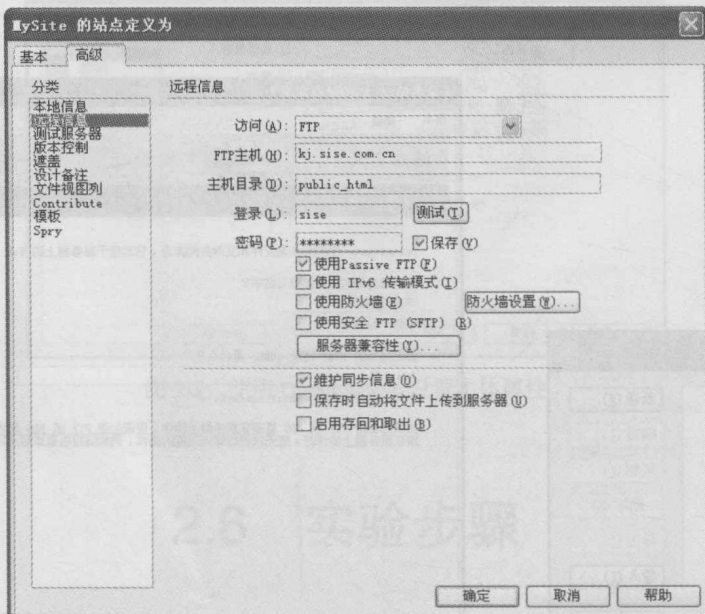 MySite 的站点定义为
基本 高级
分类
本地信息
远程信息
测试服务器
版本控制
遮盖
设计备注
文件视图列
Contribute
模板
Spry
远程信息
访问(A): FTP
FTP主机(H): kj.sise.com.cn
主机目录(D): public_html
登录(L): sise 测试(T)
密码(P): ******** 保存(V)
使用Passive FTP(F)
使用 IPv6 传输模式(I)
使用防火墙(E) 防火墙设置(W)...
使用安全 FTP (SFTP) (R)
服务器兼容性(Y)...
维护同步信息(O)
保存时自动将文件上传到服务器(U)
启用存回和取出(B)
2.6 实验步骤
确定 取消 帮助